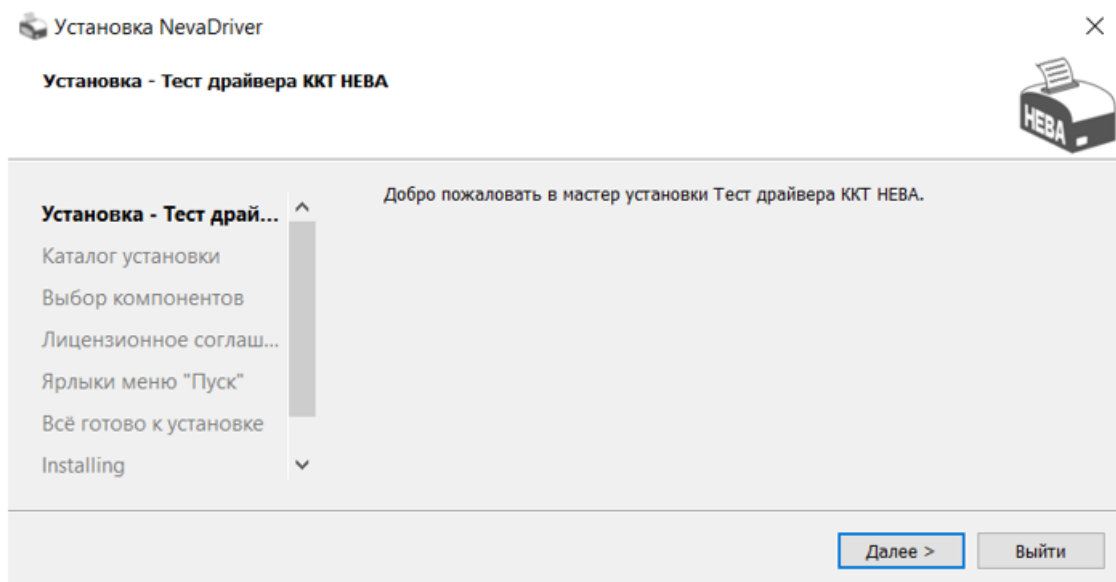 Установка NevaDriver
Установка - Тест драйвера ККТ НЕВА
НЕВА
Добро пожаловать в мастер установки Тест драйвера ККТ НЕВА.
Установка - Тест драй...
Каталог установки
Выбор компонентов
Лицензионное соглаш...
Ярлыки меню "Пуск"
Всё готово к установке
Installing
Далее >
Выйти